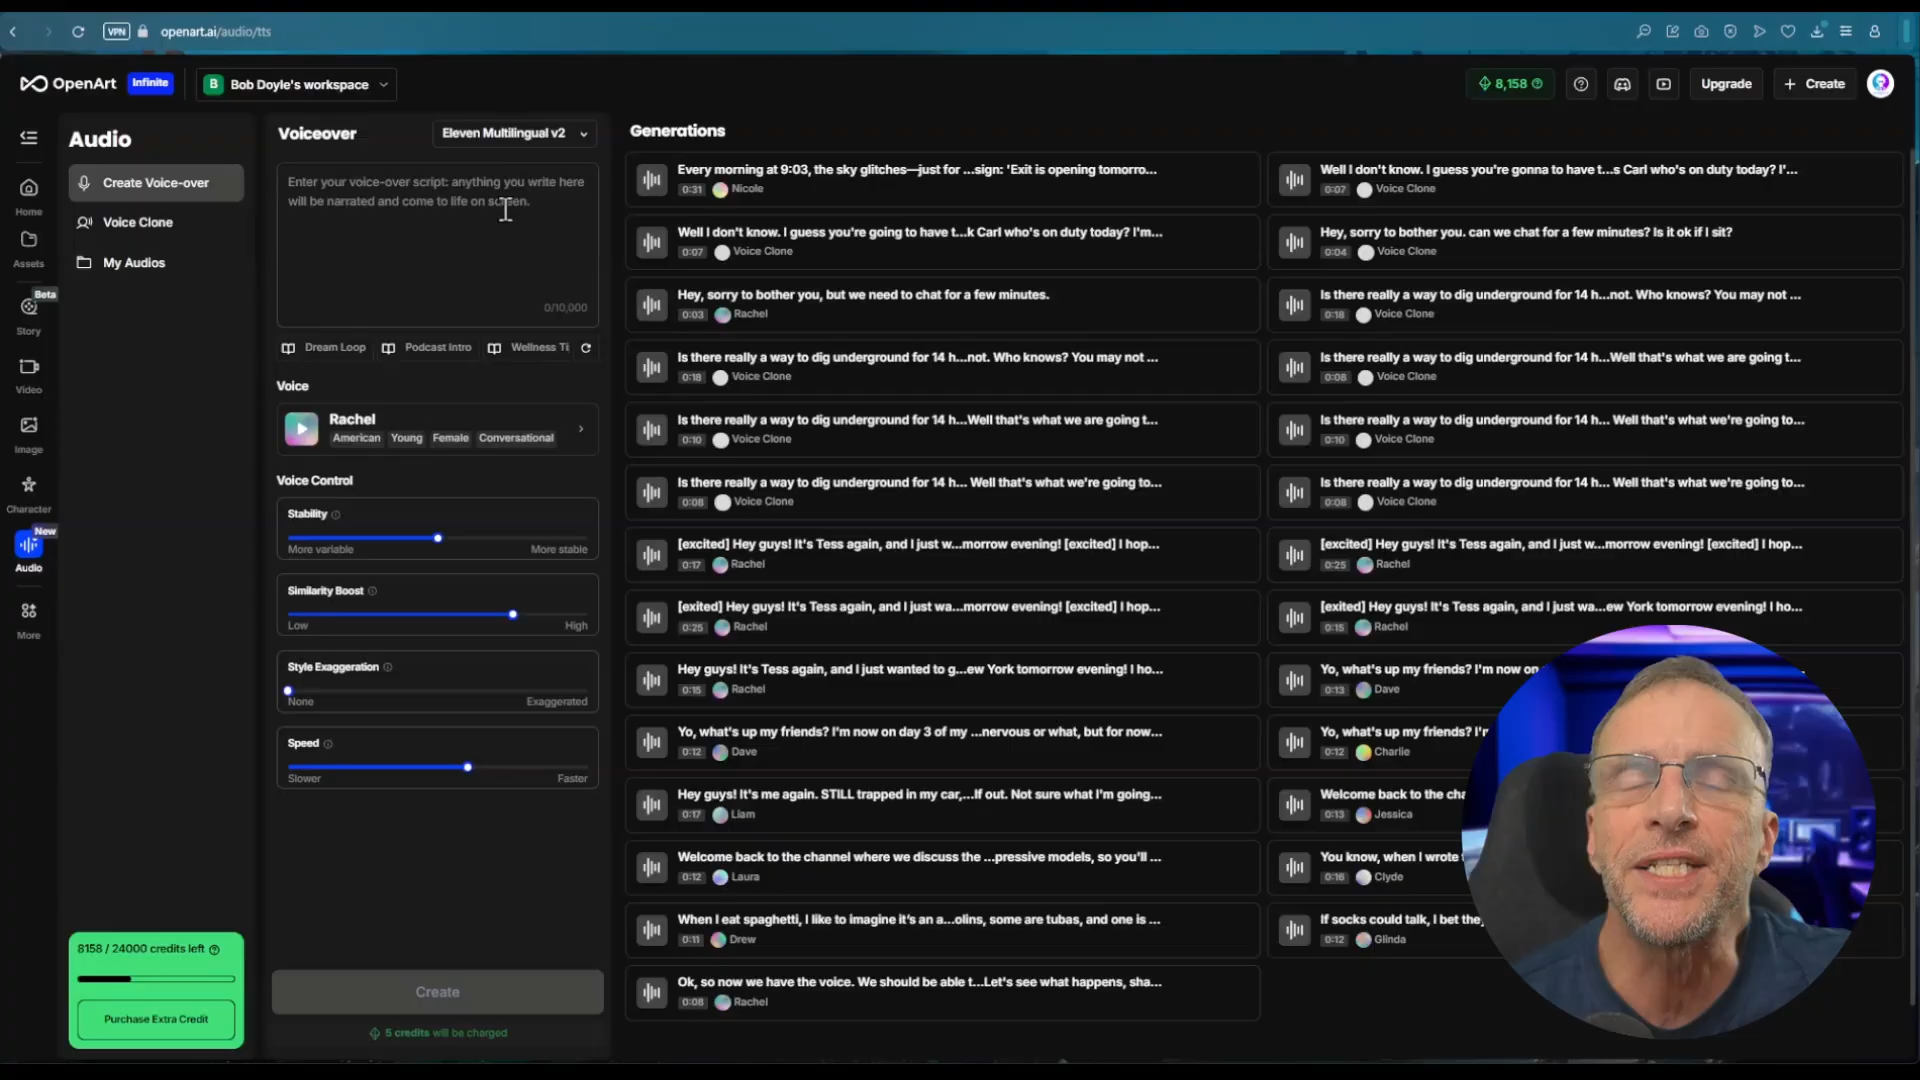 VPN
openart.ai/audio/tts
OpenArt
Infinite
B
Bob Doyle's workspace
8,158
Upgrade
+ Create
Home
Assets
Beta
Story
Video
Image
Character
New
Audio
More
Audio
Create Voice-over
Voice Clone
My Audios
8158 / 24000 credits left
Purchase Extra Credit
Voiceover
Eleven Multilingual v2
Enter your voice-over script: anything you write here
will be narrated and come to life on screen.
0/10,000
Dream Loop
Podcast Intro
Wellness Ti
Voice
Rachel
American Young Female Conversational
Voice Control
Stability
More variable More stable
Similarity Boost
Low High
Style Exaggeration
None Exaggerated
Speed
Slower Faster
Create
5 credits will be charged
Generations
Every morning at 9:03, the sky glitches—just for ...sign: 'Exit is opening tomorro...
0:31 Nicole
Well I don't know. I guess you're gonna to have t...s Carl who's on duty today? I'...
0:07 Voice Clone
Well I don't know. I guess you're going to have t...k Carl who's on duty today? I'm...
0:07 Voice Clone
Hey, sorry to bother you. can we chat for a few minutes? Is it ok if I sit?
0:04 Voice Clone
Hey, sorry to bother you, but we need to chat for a few minutes.
0:03 Rachel
Is there really a way to dig underground for 14 h...not. Who knows? You may not ...
0:18 Voice Clone
Is there really a way to dig underground for 14 h...not. Who knows? You may not ...
0:18 Voice Clone
Is there really a way to dig underground for 14 h...Well that's what we are going t...
0:08 Voice Clone
Is there really a way to dig underground for 14 h...Well that's what we are going t...
0:10 Voice Clone
Is there really a way to dig underground for 14 h... Well that's what we're going to...
0:10 Voice Clone
Is there really a way to dig underground for 14 h... Well that's what we're going to...
0:08 Voice Clone
Is there really a way to dig underground for 14 h... Well that's what we're going to...
0:08 Voice Clone
[excited] Hey guys! It's Tess again, and I just w...morrow evening! [excited] I hop...
0:17 Rachel
[excited] Hey guys! It's Tess again, and I just w...morrow evening! [excited] I hop...
0:25 Rachel
[exited] Hey guys! It's Tess again, and I just wa...morrow evening! [excited] I hop...
0:25 Rachel
[exited] Hey guys! It's Tess again, and I just wa...ew York tomorrow evening! I ho...
0:15 Rachel
Hey guys! It's Tess again, and I just wanted to g...ew York tomorrow evening! I ho...
0:15 Rachel
Yo, what's up my friends? I'm now on
0:13 Dave
Yo, what's up my friends? I'm now on day 3 of my ...nervous or what, but for now...
0:12 Dave
Yo, what's up my friends? I'r
0:12 Charlie
Hey guys! It's me again. STILL trapped in my car,...lf out. Not sure what I'm going...
0:17 Liam
Welcome back to the cha
0:13 Jessica
Welcome back to the channel where we discuss the ...pressive models, so you'll ...
0:12 Laura
You know, when I wrote
0:16 Clyde
When I eat spaghetti, I like to imagine it's an a...olins, some are tubas, and one is ...
0:11 Drew
If socks could talk, I bet the
0:12 Glinda
Ok, so now we have the voice. We should be able t...Let's see what happens, sha...
0:08 Rachel